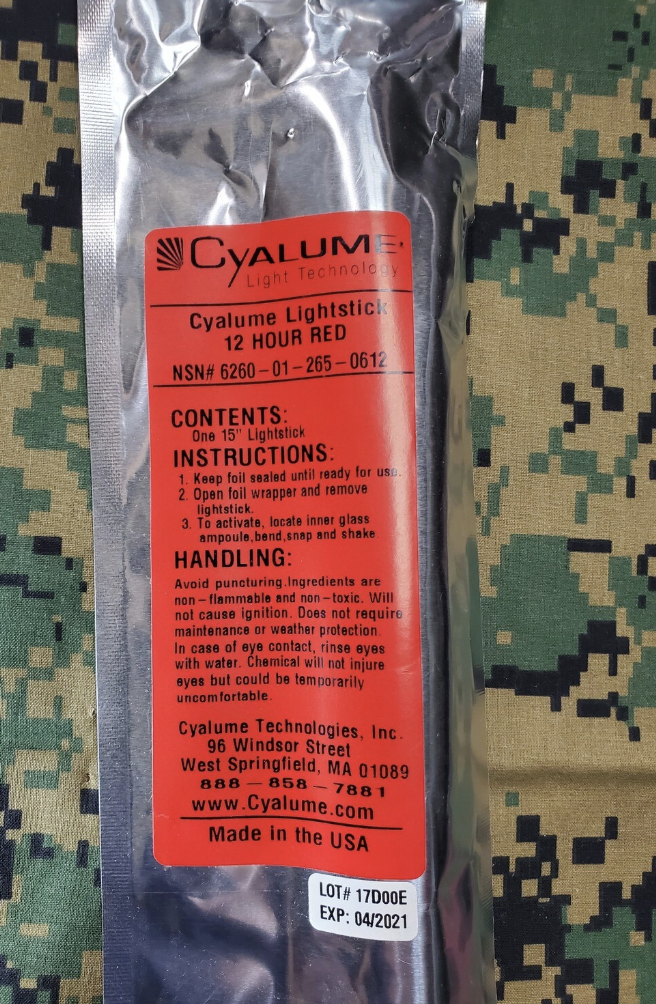 CYALUME
Light Technology
Cyalume Lightstick
12 HOUR RED
NSN# 6260-01-265-0612
CONTENTS:
One 15" Lightstick
INSTRUCTIONS:
1. Keep foil sealed until ready for use.
2. Open foil wrapper and remove
lightstick.
3. To activate, locate inner glass
ampoule,bend,snap and shake.
HANDLING:
Avoid puncturing.Ingredients are
non-flammable and non-toxic. Will
not cause ignition. Does not require
maintenance or weather protection.
In case of eye contact, rinse eyes
with water. Chemical will not injure
eyes but could be temporarily
uncomfortable.
Cyalume Technologies, Inc.
96 Windsor Street
West Springfield, MA 01089
888-858-7881
www.Cyalume.com
Made in the USA
LOT# 17D00E
EXP: 04/2021